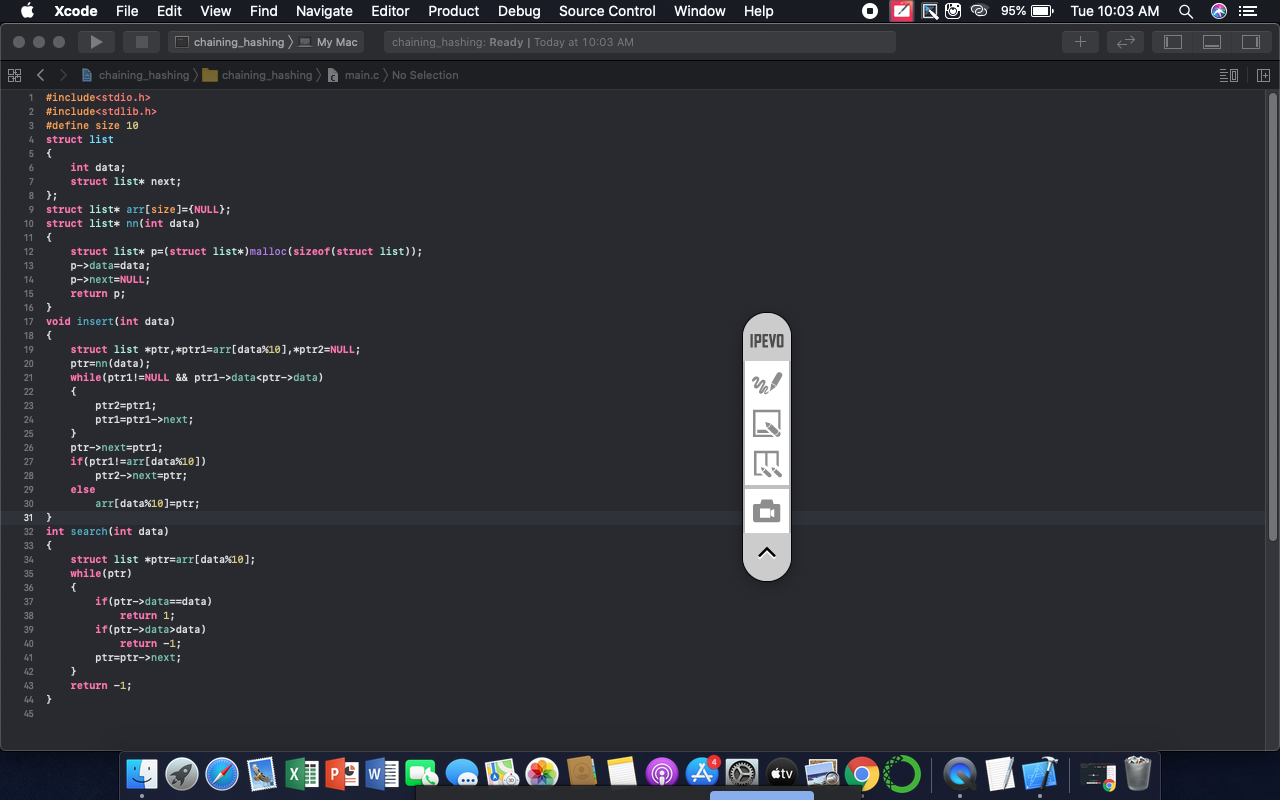 Xcode File Edit View Find Navigate Editor Product Debug Source Control Window Help 95% Tue 10:03 AM
chaining_hashing My Mac chaining_hashing: Ready | Today at 10:03 AM
chaining_hashing chaining_hashing main.c No Selection
1 #include<stdio.h>
2 #include<stdlib.h>
3 #define size 10
4 struct list
5 {
6 int data;
7 struct list* next;
8 };
9 struct list* arr[size]={NULL};
10 struct list* nn(int data)
11 {
12 struct list* p=(struct list*)malloc(sizeof(struct list));
13 p->data=data;
14 p->next=NULL;
15 return p;
16 }
17 void insert(int data)
18 {
19 struct list *ptr,*ptr1=arr[data%10],*ptr2=NULL;
20 ptr=nn(data);
21 while(ptr1!=NULL && ptr1->data<ptr->data)
22 {
23 ptr2=ptr1;
24 ptr1=ptr1->next;
25 }
26 ptr->next=ptr1;
27 if(ptr1!=arr[data%10])
28 ptr2->next=ptr;
29 else
30 arr[data%10]=ptr;
31 }
32 int search(int data)
33 {
34 struct list *ptr=arr[data%10];
35 while(ptr)
36 {
37 if(ptr->data==data)
38 return 1;
39 if(ptr->data>data)
40 return -1;
41 ptr=ptr->next;
42 }
43 return -1;
44 }
45
IPEVO
4
tv